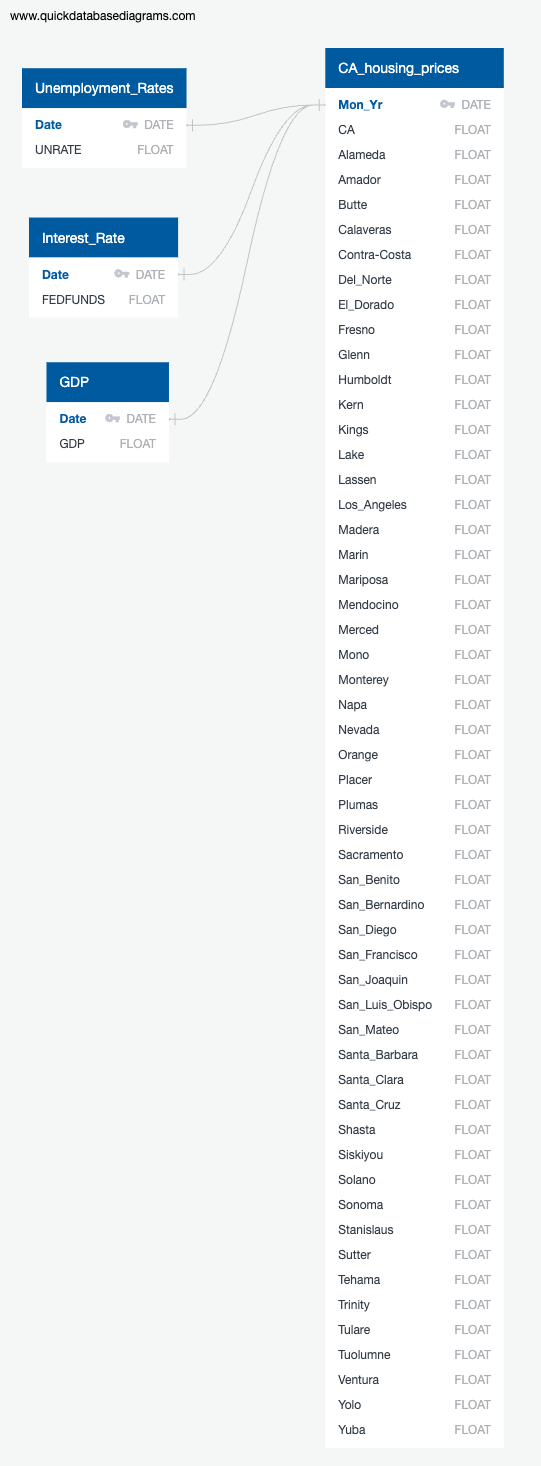 www.quickdatabasediagrams.com
Unemployment_Rates
Date DATE
UNRATE FLOAT
Interest_Rate
Date DATE
FEDFUNDS FLOAT
GDP
Date DATE
GDP FLOAT
CA_housing_prices
Mon_Yr DATE
CA FLOAT
Alameda FLOAT
Amador FLOAT
Butte FLOAT
Calaveras FLOAT
Contra-Costa FLOAT
Del_Norte FLOAT
El_Dorado FLOAT
Fresno FLOAT
Glenn FLOAT
Humboldt FLOAT
Kern FLOAT
Kings FLOAT
Lake FLOAT
Lassen FLOAT
Los_Angeles FLOAT
Madera FLOAT
Marin FLOAT
Mariposa FLOAT
Mendocino FLOAT
Merced FLOAT
Mono FLOAT
Monterey FLOAT
Napa FLOAT
Nevada FLOAT
Orange FLOAT
Placer FLOAT
Plumas FLOAT
Riverside FLOAT
Sacramento FLOAT
San_Benito FLOAT
San_Bernardino FLOAT
San_Diego FLOAT
San_Francisco FLOAT
San_Joaquin FLOAT
San_Luis_Obispo FLOAT
San_Mateo FLOAT
Santa_Barbara FLOAT
Santa_Clara FLOAT
Santa_Cruz FLOAT
Shasta FLOAT
Siskiyou FLOAT
Solano FLOAT
Sonoma FLOAT
Stanislaus FLOAT
Sutter FLOAT
Tehama FLOAT
Trinity FLOAT
Tulare FLOAT
Tuolumne FLOAT
Ventura FLOAT
Yolo FLOAT
Yuba FLOAT